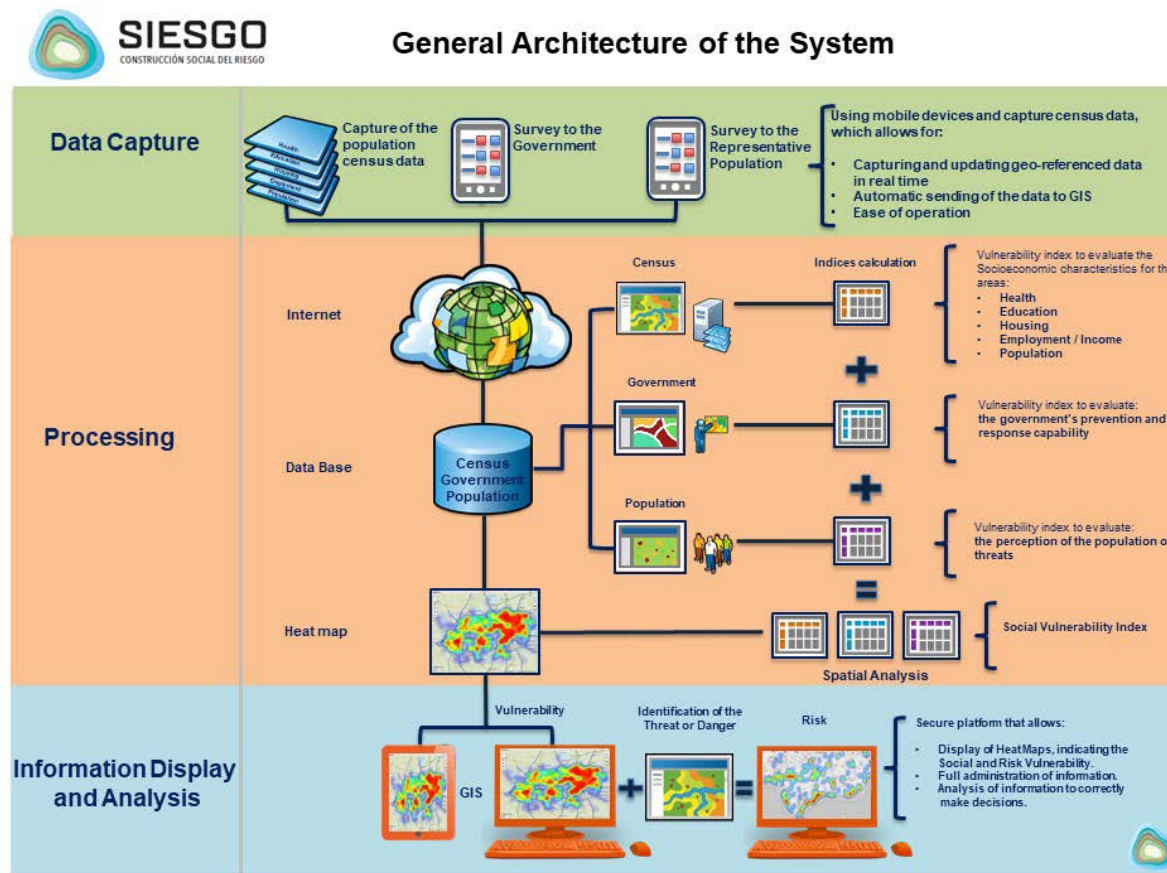 SIESGO
CONSTRUCCIÓN SOCIAL DEL RIESGO
General Architecture of the System
Data Capture
Health
Education
Housing
Employment
Population
Capture of the
population
census data
Survey to the
Government
Survey to the
Representative
Population
Using mobile devices and capture census data,
which allows for:
• Capturing and updating geo-referenced data
in real time
• Automatic sending of the data to GIS
• Ease of operation
Processing
Internet
Census
Indices calculation
Vulnerability index to evaluate the
Socioeconomic characteristics for th
areas:
• Health
• Education
• Housing
• Employment / Income
• Population
+
Government
Vulnerability index to evaluate:
the government's prevention and
response capability
Data Base
Census
Government
Population
+
Population
Vulnerability index to evaluate:
the perception of the population o
threats
=
Heat map
Social Vulnerability Index
Spatial Analysis
Information Display
and Analysis
Vulnerability
GIS
+
Identification of the
Threat or Danger
=
Risk
Secure platform that allows:
• Display of HeatMaps, indicating the
Social and Risk Vulnerability.
• Full administration of information.
• Analysis of information to correctly
make decisions.